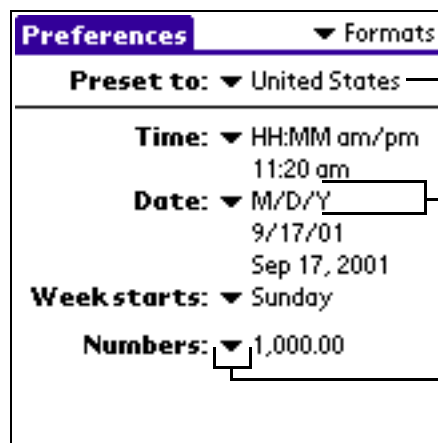 Preferences Formats
Preset to: United States
Time: HH:MM am/pm
11:20 am
Date: M/D/Y
9/17/01
Sep 17, 2001
Week starts: Sunday
Numbers: 1,000.00